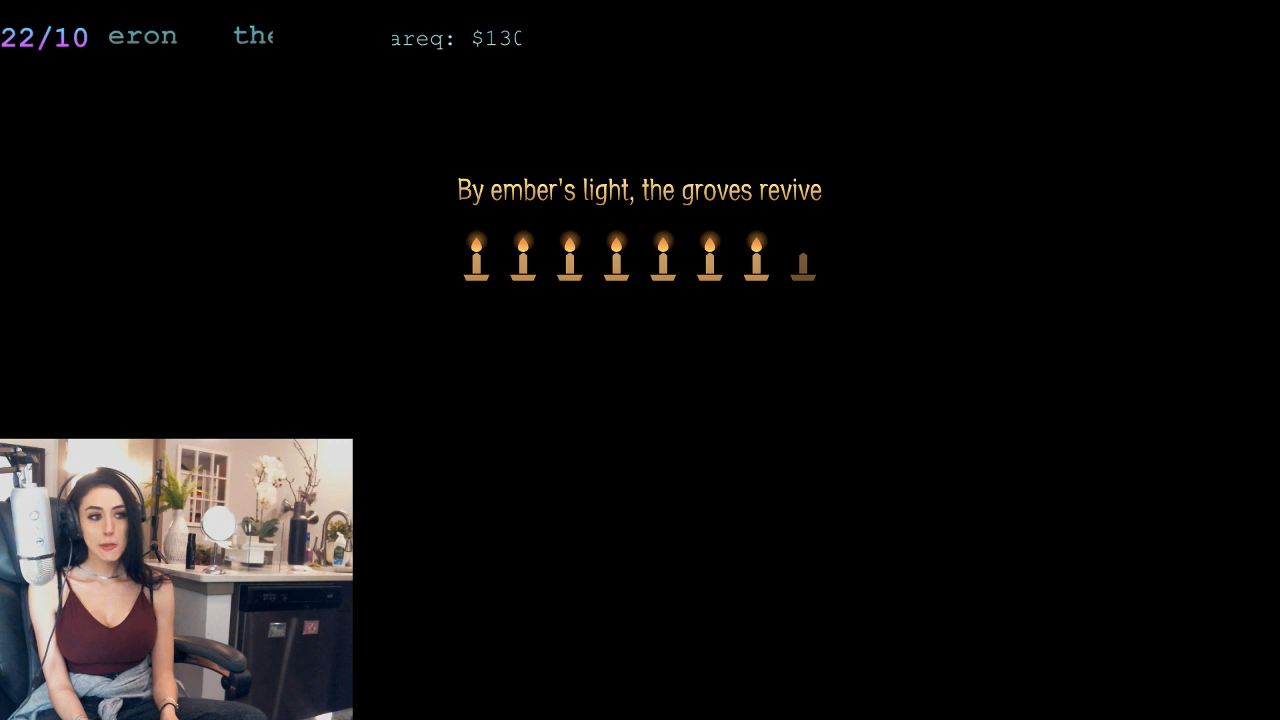 22/10 eron the areq: $130
By ember's light, the groves revive